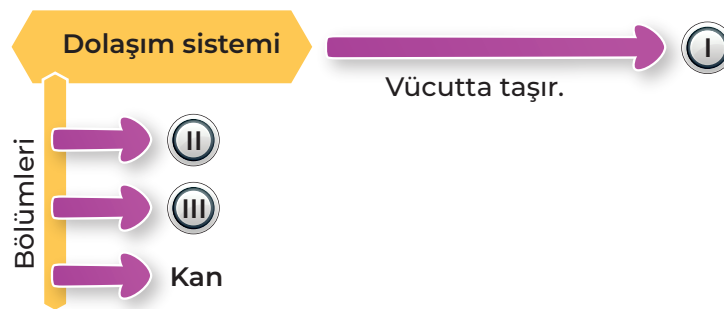 Dolaşım sistemi
I
Vücutta taşır.
Bölümleri
II
III
Kan